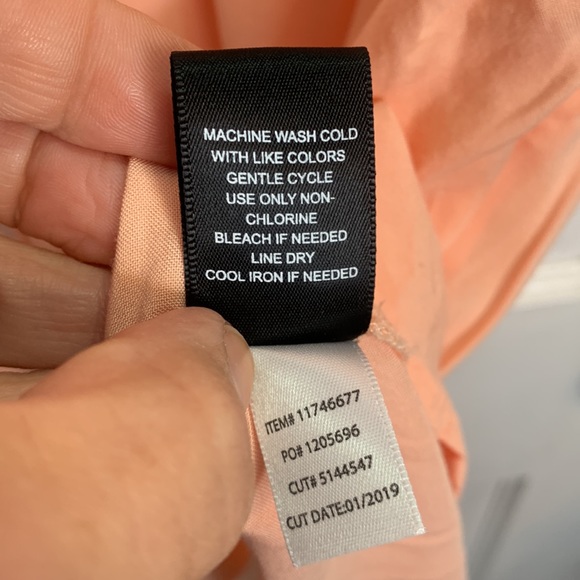 MACHINE WASH COLD
WITH LIKE COLORS
GENTLE CYCLE
USE ONLY NON-
CHLORINE
BLEACH IF NEEDED
LINE DRY
COOL IRON IF NEEDED
ITEM# 11746677
PO# 1205696
CUT# 5144547
CUT DATE:01/2019